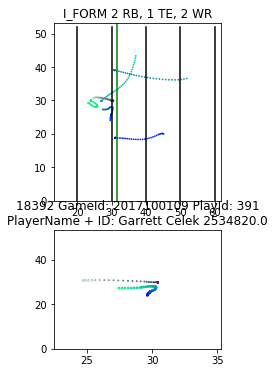 I_FORM 2 RB, 1 TE, 2 WR
50
40
30
20
10
0
20 30 40 50 60
18392 GameId: 2017100109 PlayId: 391
PlayerName + ID: Garrett Celek 2534820.0
40
20
0
25 30 35